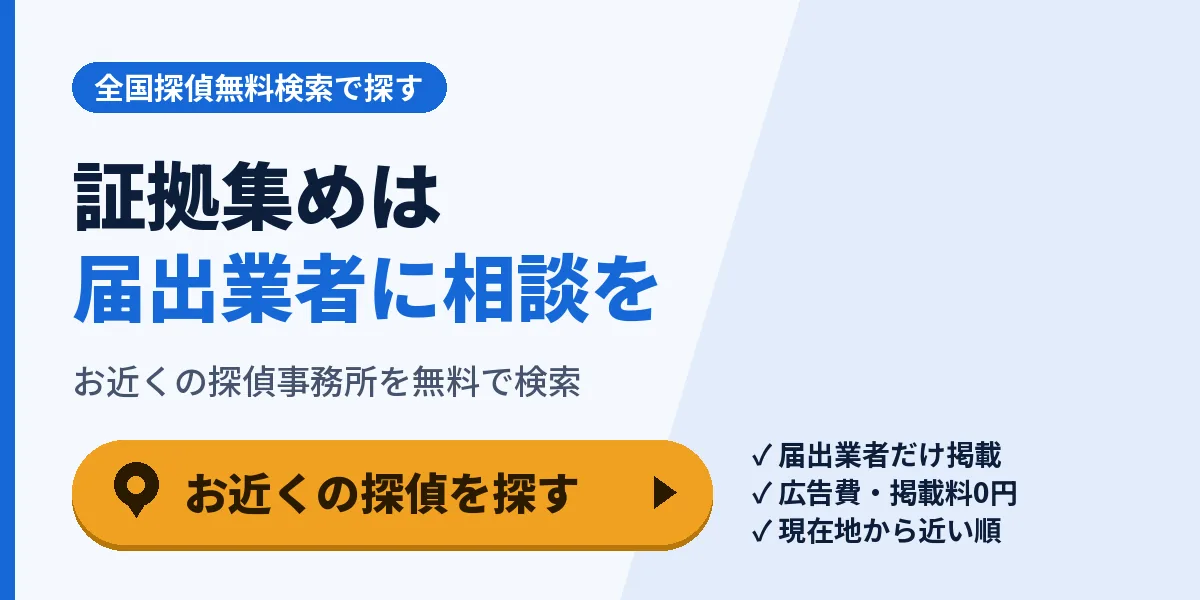 全国探偵無料検索で探す
証拠集めは
届出業者に相談を
お近くの探偵事務所を無料で検索
お近くの探偵を探す
✓届出業者だけ掲載
✓広告費・掲載料0円
✓現在地から近い順